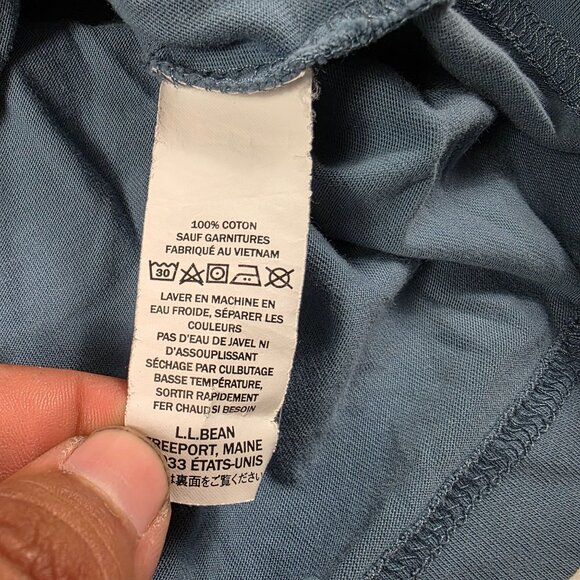 100% COTON
SAUF GARNITURES
FABRIQUÉ AU VIETNAM
30
LAVER EN MACHINE EN
EAU FROIDE, SÉPARER LES
COULEURS
PAS D'EAU DE JAVEL NI
D'ASSOUPLISSANT
SÉCHAGE PAR CULBUTAGE
BASSE TEMPÉRATURE,
SORTIR RAPIDEMENT
FER CHAUD SI BESOIN
L.L.BEAN
FREEPORT, MAINE
33 ÉTATS-UNIS
は裏面をご覧くださ